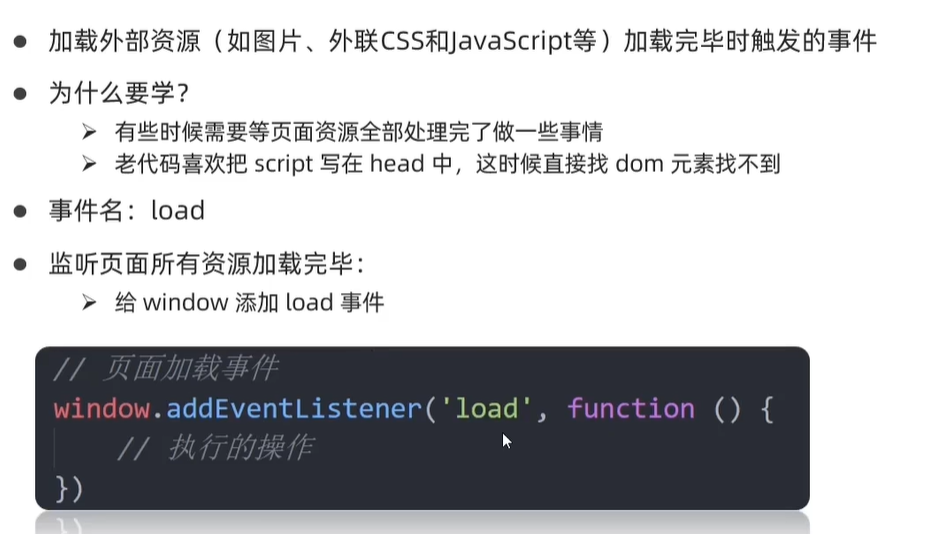 加载外部资源（如图片、外联CSS和JavaScript等）加载完毕时触发的事件
为什么要学？
有些时候需要等页面资源全部处理完了做一些事情
老代码喜欢把 script 写在 head 中，这时候直接找 dom 元素找不到
事件名：load
监听页面所有资源加载完毕：
给 window 添加 load 事件
// 页面加载事件
window.addEventListener('load', function () {
// 执行的操作
})